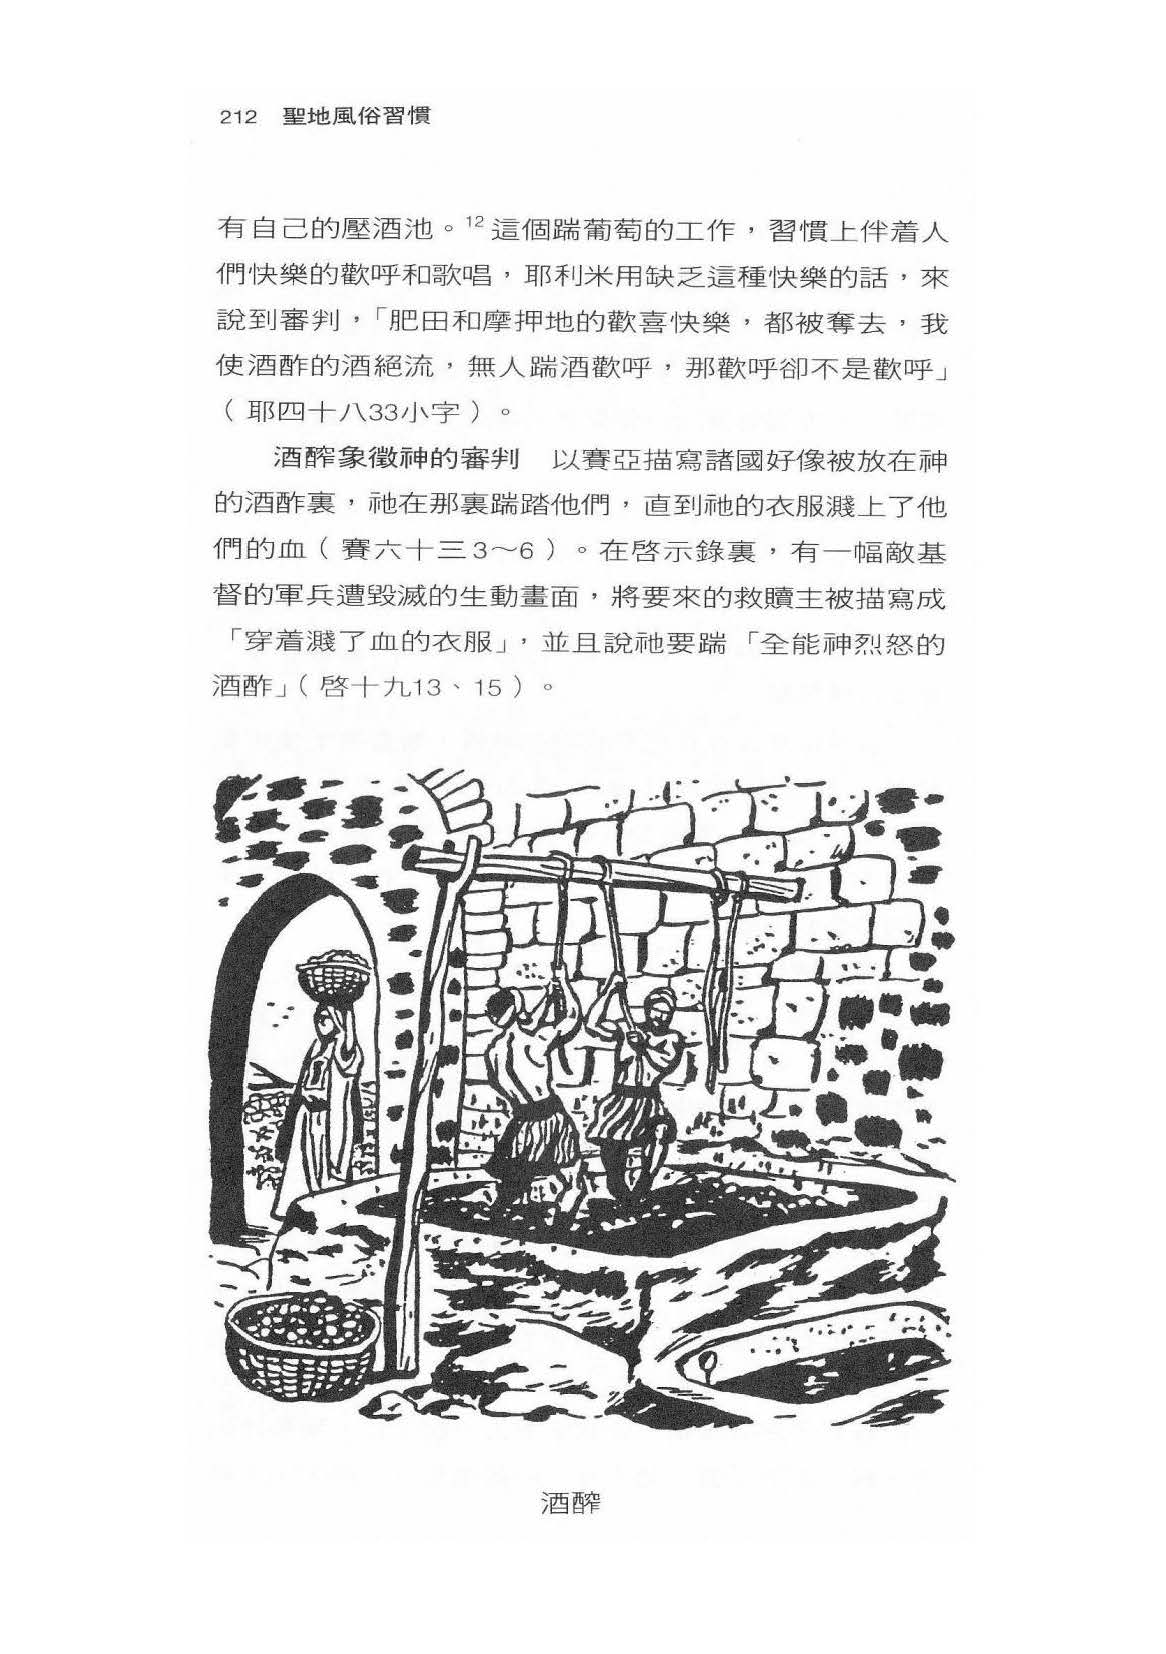 212 聖地風俗習慣
有自己的壓酒池。12 這個踹葡萄的工作，習慣上伴着人
們快樂的歡呼和歌唱，耶利米用缺乏這種快樂的話，來
說到審判，「肥田和摩押地的歡喜快樂，都被奪去，我
使酒酢的酒絕流，無人踹酒歡呼，那歡呼卻不是歡呼」
（耶四十八33小字）。
酒醡象徵神的審判　以賽亞描寫諸國好像被放在神
的酒酢裏，祂在那裏踹踏他們，直到祂的衣服濺上了他
們的血（賽六十三3～6）。在啓示錄裏，有一幅敵基
督的軍兵遭毀滅的生動畫面，將要來的救贖主被描寫成
「穿着濺了血的衣服」，並且說祂要踹「全能神烈怒的
酒酢」（啓十九13、15）。
酒醡